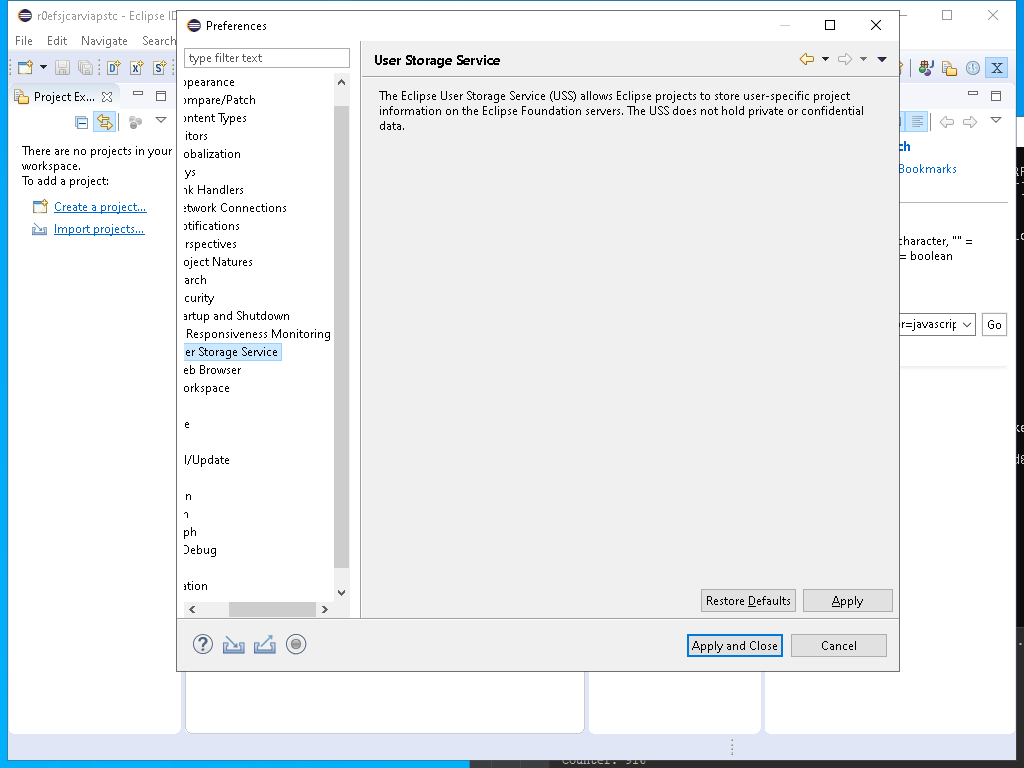 r0efsjcarviapstc - Eclipse ID
Preferences
File Edit Navigate Search
type filter text
User Storage Service
Project Ex...
There are no projects in your
workspace.
To add a project:
Create a project...
Import projects...
ppearance
ompare/Patch
ontent Types
itors
obalization
ys
nk Handlers
etwork Connections
otifications
rspectives
oject Natures
arch
curity
artup and Shutdown
Responsiveness Monitoring
er Storage Service
eb Browser
orkspace
e
l/Update
n
n
ph
Debug
ation
The Eclipse User Storage Service (USS) allows Eclipse projects to store user-specific project
information on the Eclipse Foundation servers. The USS does not hold private or confidential
data.
Restore Defaults
Apply
Apply and Close
Cancel
ch
Bookmarks
character, "" =
= boolean
or=javascrip
Go
Counter: 916